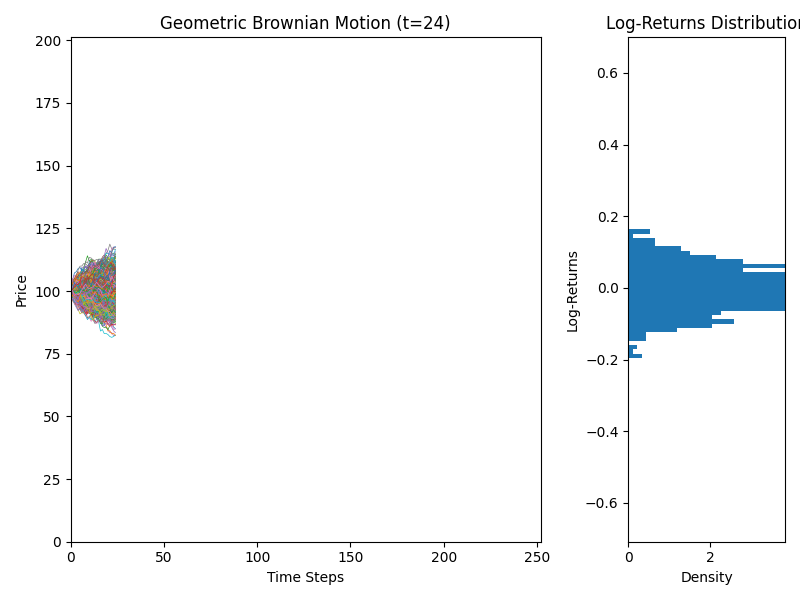 Geometric Brownian Motion (t=24)
Log-Returns Distribution
200
175
150
125
100
75
50
25
0
Price
0 50 100 150 200 250
Time Steps
0.6
0.4
0.2
0.0
−0.2
−0.4
−0.6
Log-Returns
0 2
Density